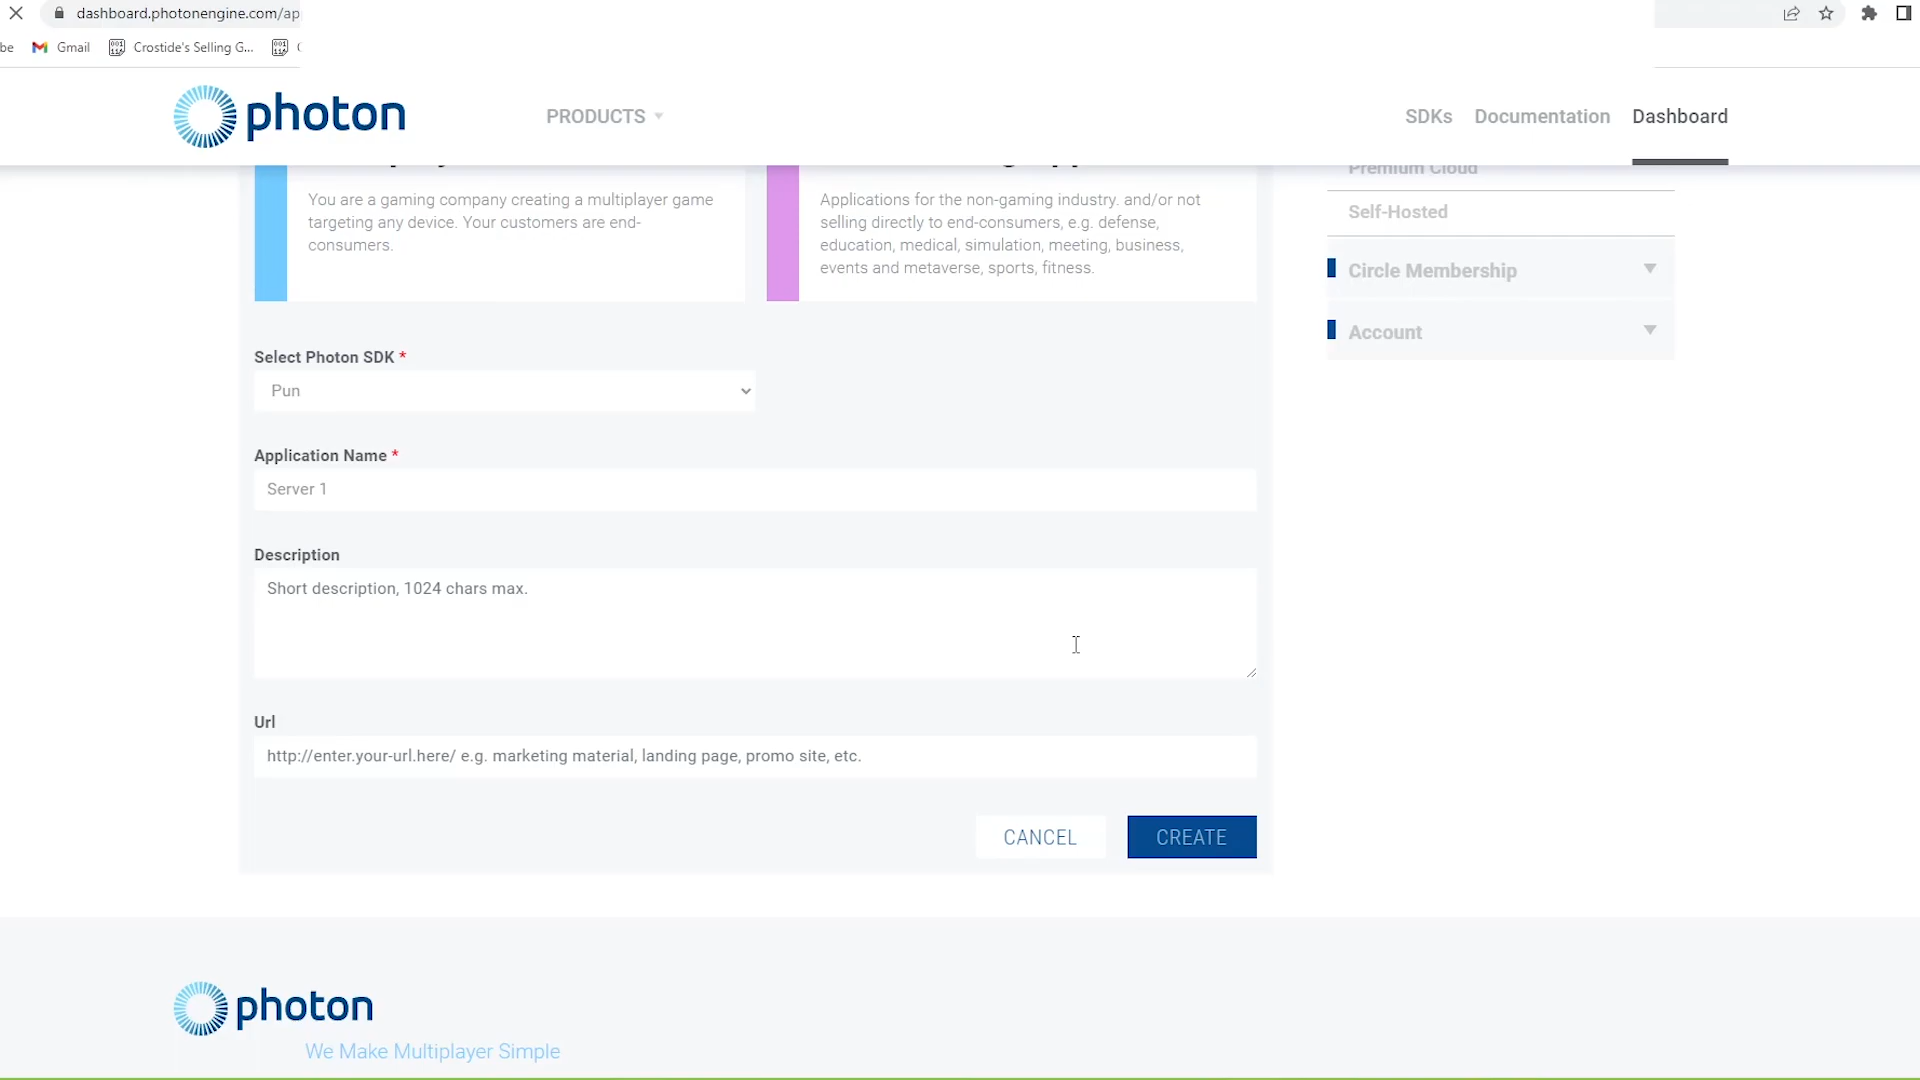 dashboard.photonengine.com/ap
be Gmail Crostide's Selling G...
photon PRODUCTS SDKs Documentation Dashboard
Premium Cloud
You are a gaming company creating a multiplayer game
targeting any device. Your customers are end-
consumers.
Applications for the non-gaming industry. and/or not
selling directly to end-consumers, e.g. defense,
education, medical, simulation, meeting, business,
events and metaverse, sports, fitness.
Self-Hosted
Circle Membership
Account
Select Photon SDK *
Pun
Application Name *
Server 1
Description
Short description, 1024 chars max.
Url
http://enter.your-url.here/ e.g. marketing material, landing page, promo site, etc.
CANCEL CREATE
photon
We Make Multiplayer Simple